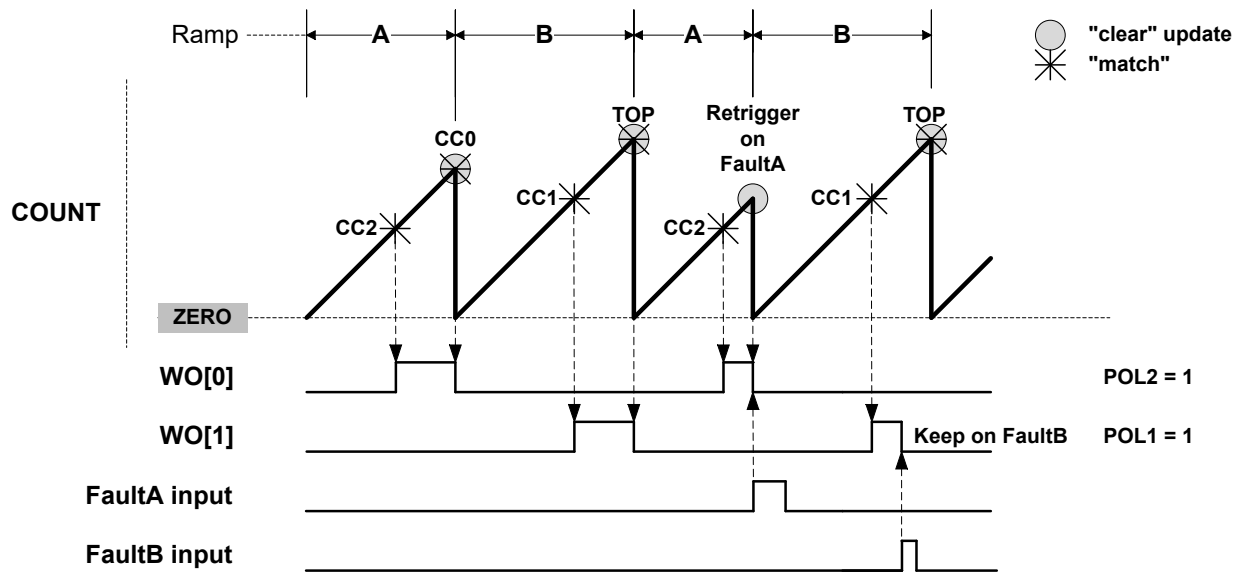 Ramp
A
B
A
B
"clear" update
"match"
COUNT
CC0
TOP
Retrigger
on
FaultA
TOP
CC2
CC1
CC2
CC1
ZERO
WO[0]
POL2 = 1
WO[1]
Keep on FaultB
POL1 = 1
FaultA input
FaultB input